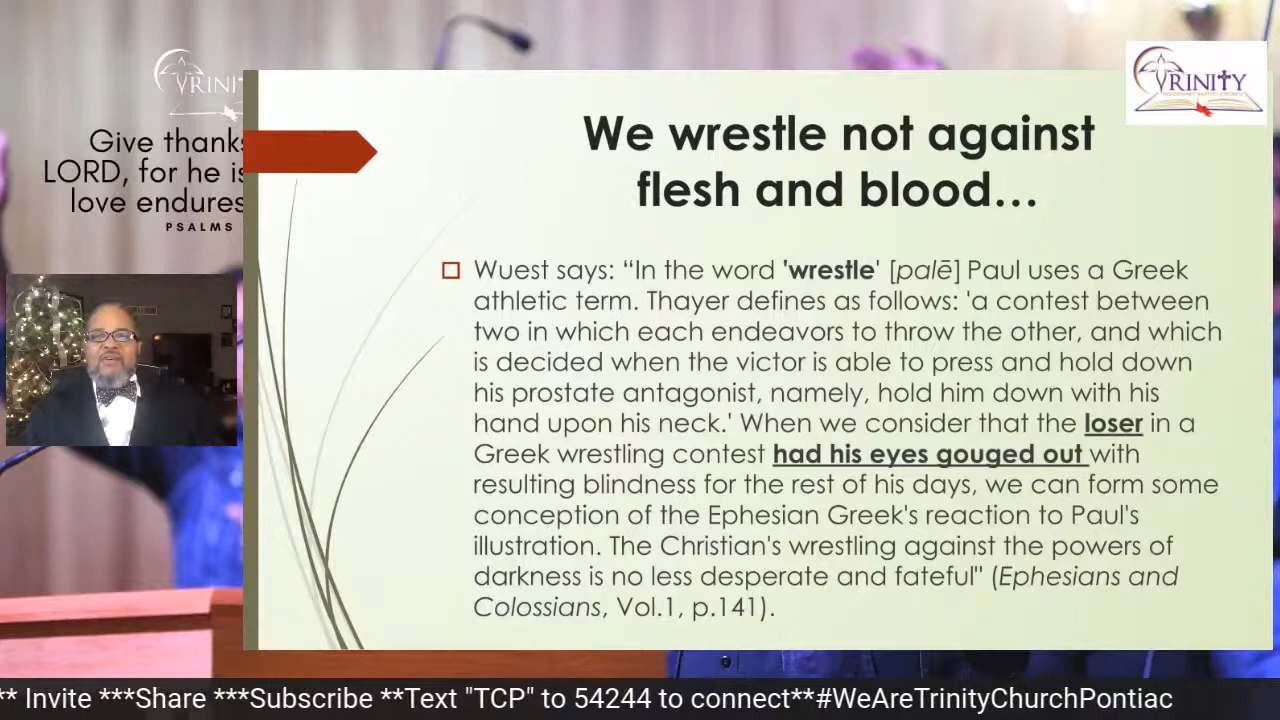 TRINITY
Give thanks
LORD, for he is
love endures
PSALMS
TRINITY
We wrestle not against
flesh and blood…
Wuest says: “In the word 'wrestle' [palē] Paul uses a Greek
athletic term. Thayer defines as follows: 'a contest between
two in which each endeavors to throw the other, and which
is decided when the victor is able to press and hold down
his prostate antagonist, namely, hold him down with his
hand upon his neck.' When we consider that the loser in a
Greek wrestling contest had his eyes gouged out with
resulting blindness for the rest of his days, we can form some
conception of the Ephesian Greek's reaction to Paul's
illustration. The Christian's wrestling against the powers of
darkness is no less desperate and fateful" (Ephesians and
Colossians, Vol.1, p.141).
** Invite ***Share ***Subscribe **Text "TCP" to 54244 to connect**#WeAreTrinityChurchPontiac